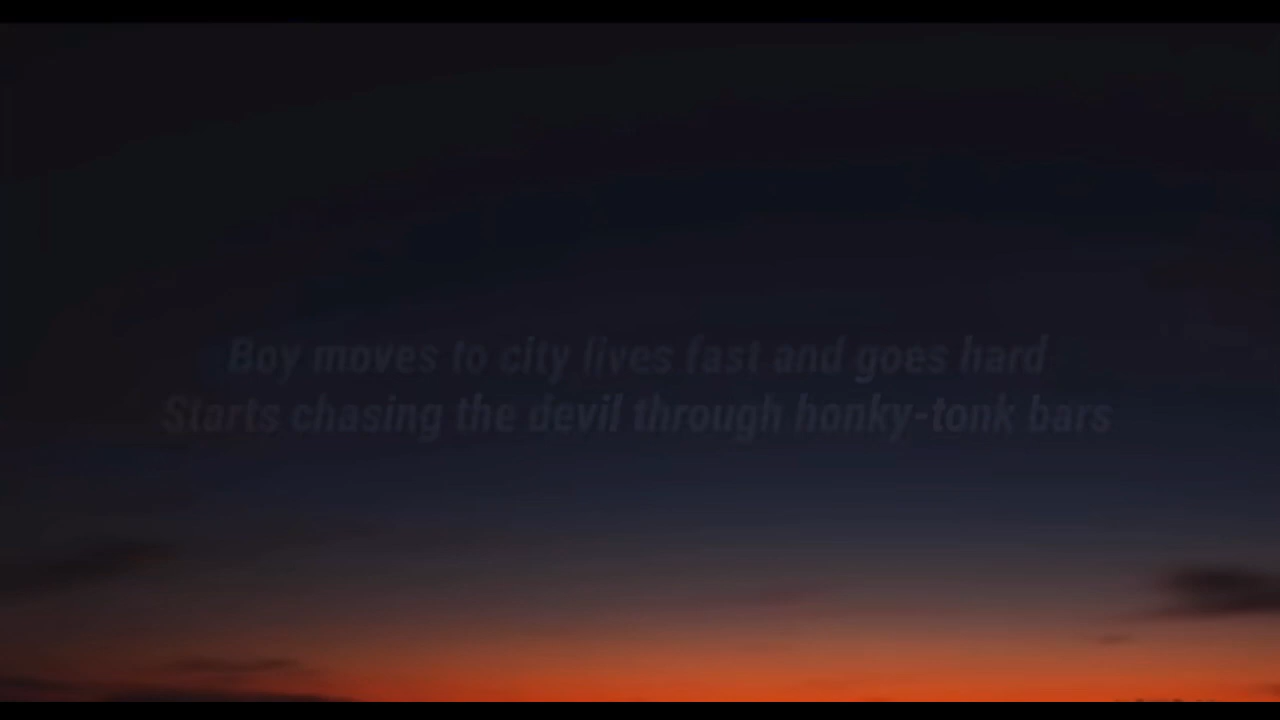 Boy moves to city lives fast and goes hard
Starts chasing the devil through honky-tonk bars